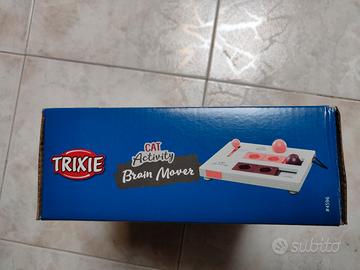 TRIXIE
CAT
Activity
Brain Mover
#4596
subito